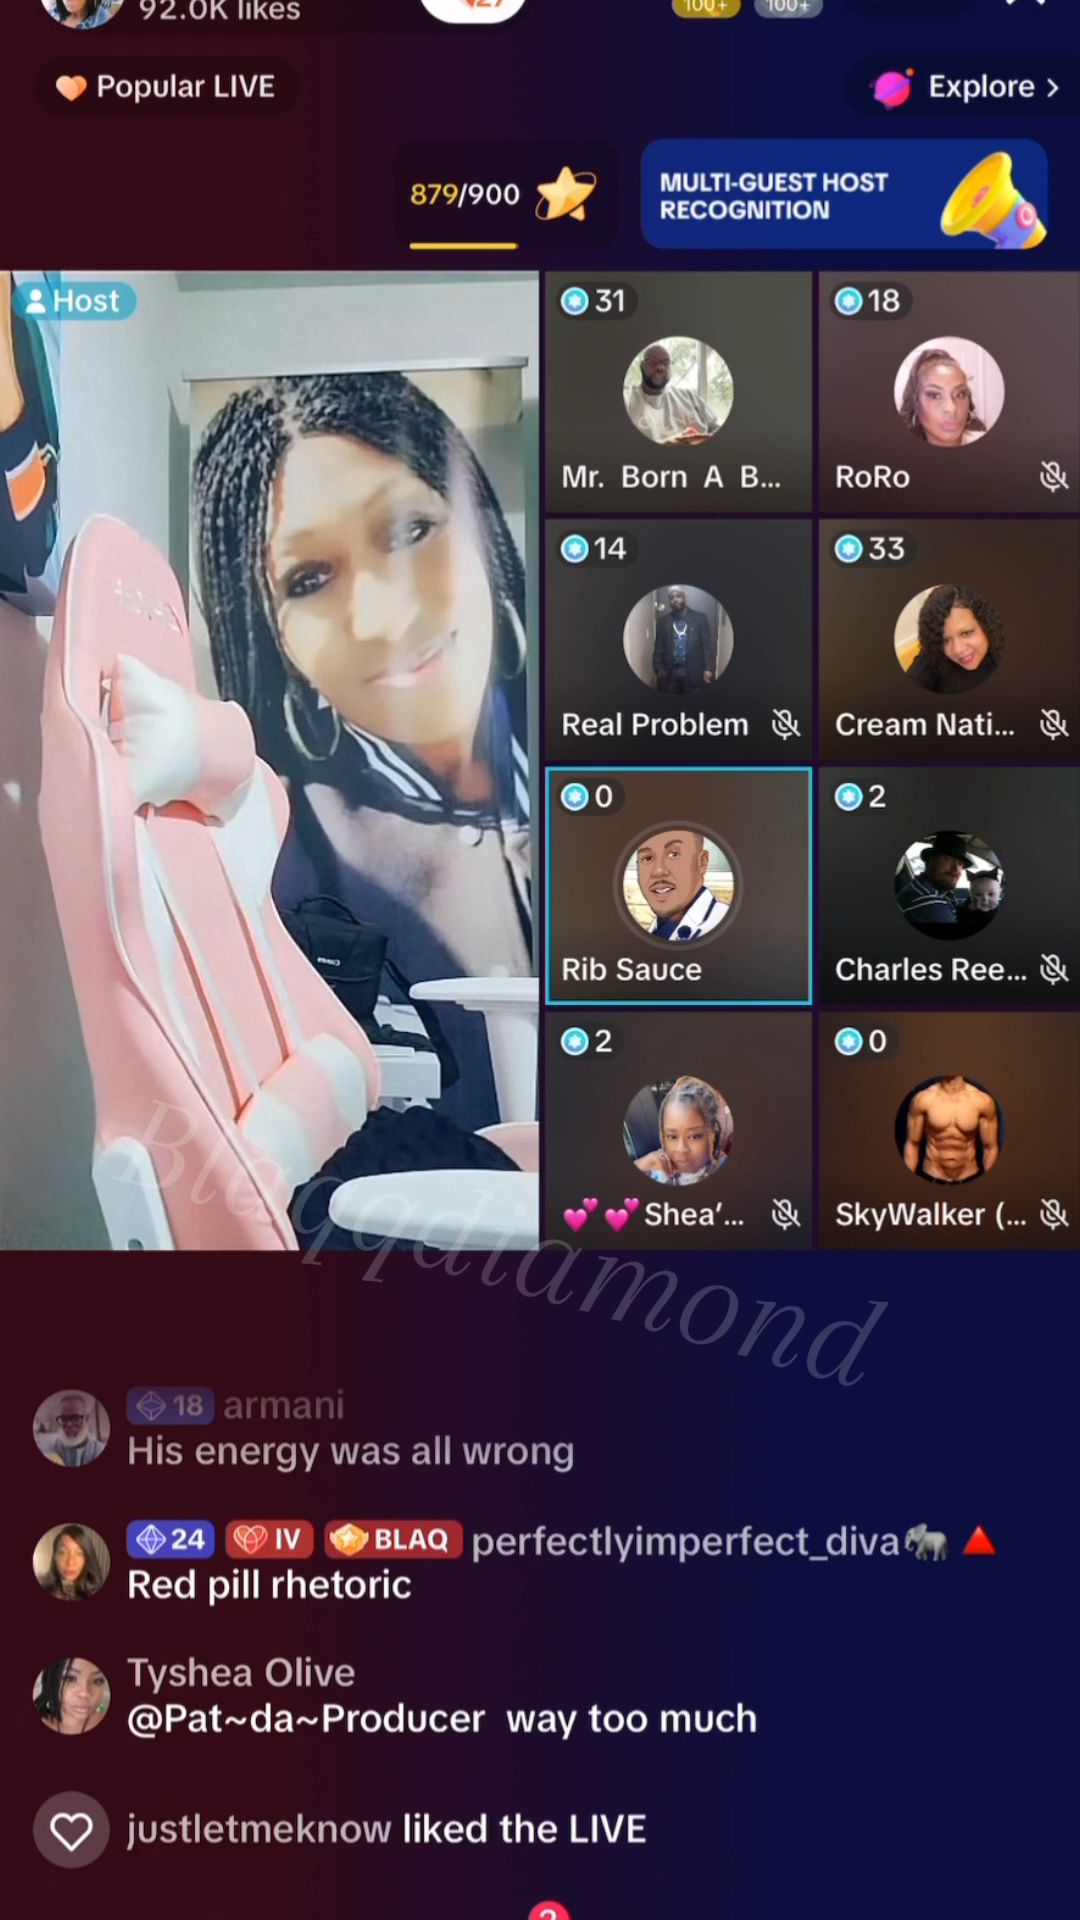 92.0K likes
27
100+
100+
Popular LIVE
Explore >
879/900
MULTI-GUEST HOST
RECOGNITION
Host
31
18
Mr. Born A B...
RoRo
14
33
Real Problem
Cream Nati...
0
2
Rib Sauce
Charles Ree...
2
0
💕💕Shea’...
SkyWalker (...
Blaqqdiamond
18 armani
His energy was all wrong
24 IV BLAQ perfectlyimperfect_diva🐘🔺
Red pill rhetoric
Tyshea Olive
@Pat~da~Producer way too much
justletmeknow liked the LIVE